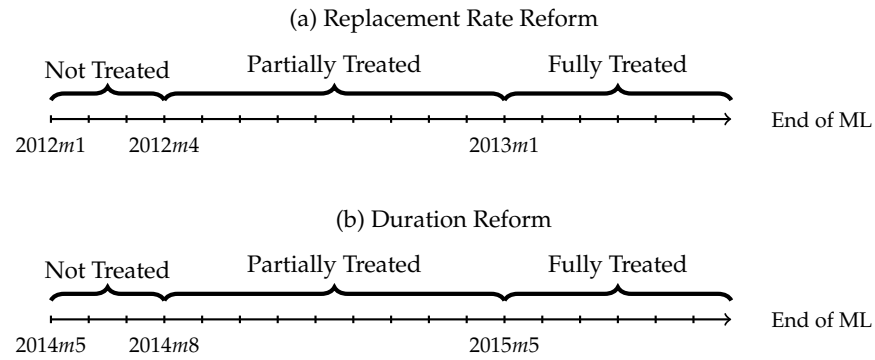 (a) Replacement Rate Reform
Not Treated Partially Treated Fully Treated
End of ML
2012m1 2012m4 2013m1
(b) Duration Reform
Not Treated Partially Treated Fully Treated
End of ML
2014m5 2014m8 2015m5